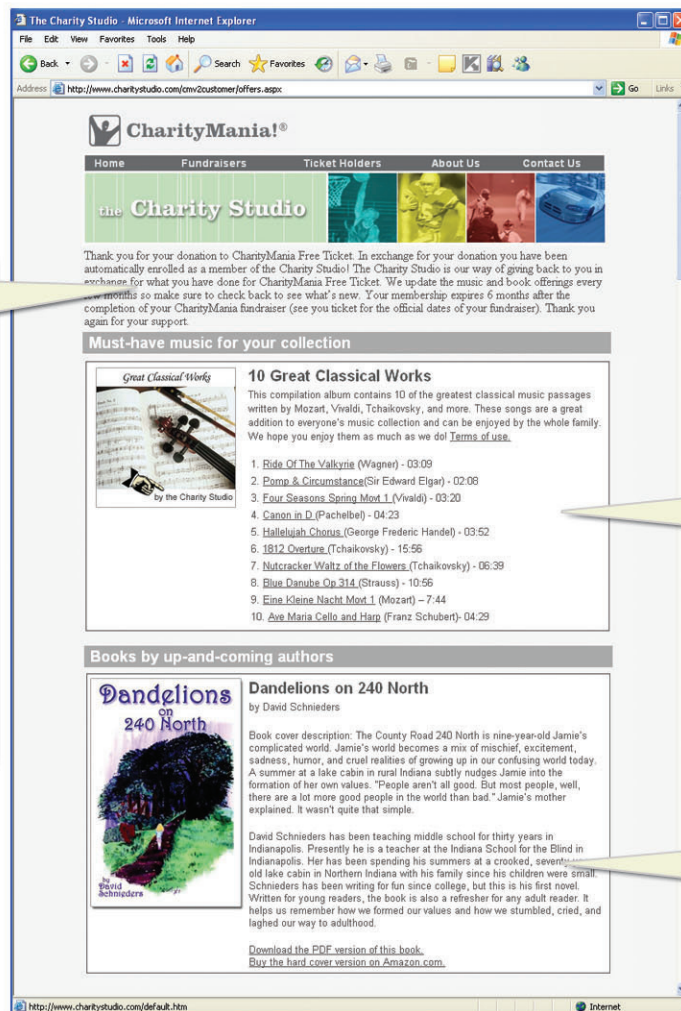 The Charity Studio - Microsoft Internet Explorer
File Edit View Favorites Tools Help
Back Search Favorites
Address http://www.charitystudio.com/cmv2customer/offers.aspx Go Links
CharityMania!®
Home Fundraisers Ticket Holders About Us Contact Us
the Charity Studio
Thank you for your donation to CharityMania Free Ticket. In exchange for your donation you have been
automatically enrolled as a member of the Charity Studio! The Charity Studio is our way of giving back to you in
exchange for what you have done for CharityMania Free Ticket. We update the music and book offerings every
few months so make sure to check back to see what's new. Your membership expires 6 months after the
completion of your CharityMania fundraiser (see you ticket for the official dates of your fundraiser). Thank you
again for your support.
Must-have music for your collection
Great Classical Works
by the Charity Studio
10 Great Classical Works
This compilation album contains 10 of the greatest classical music passages
written by Mozart, Vivaldi, Tchaikovsky, and more. These songs are a great
addition to everyone's music collection and can be enjoyed by the whole family.
We hope you enjoy them as much as we do! Terms of use.
1. Ride Of The Valkyrie (Wagner) - 03:09
2. Pomp & Circumstance(Sir Edward Elgar) - 02:08
3. Four Seasons Spring Movt 1 (Vivaldi) - 03:20
4. Canon in D (Pachelbel) - 04:23
5. Hallelujah Chorus (George Frederic Handel) - 03:52
6. 1812 Overture (Tchaikovsky) - 15:56
7. Nutcracker Waltz of the Flowers (Tchaikovsky) - 06:39
8. Blue Danube Op 314 (Strauss) - 10:56
9. Eine Kleine Nacht Movt 1 (Mozart) – 7:44
10. Ave Maria Cello and Harp (Franz Schubert)- 04:29
Books by up-and-coming authors
Dandelions
on
240 North
by
David
Schnieders
Dandelions on 240 North
by David Schnieders
Book cover description: The County Road 240 North is nine-year-old Jamie's
complicated world. Jamie's world becomes a mix of mischief, excitement,
sadness, humor, and cruel realities of growing up in our confusing world today.
A summer at a lake cabin in rural Indiana subtly nudges Jamie into the
formation of her own values. "People aren't all good. But most people, well,
there are a lot more good people in the world than bad." Jamie's mother
explained. It wasn't quite that simple.
David Schnieders has been teaching middle school for thirty years in
Indianapolis. Presently he is a teacher at the Indiana School for the Blind in
Indianapolis. Her has been spending his summers at a crooked, seventy
old lake cabin in Northern Indiana with his family since his children were small.
Schnieders has been writing for fun since college, but this is his first novel.
Written for young readers, the book is also a refresher for any adult reader. It
helps us remember how we formed our values and how we stumbled, cried, and
laghed our way to adulthood.
Download the PDF version of this book.
Buy the hard cover version on Amazon.com.
http://www.charitystudio.com/default.htm Internet